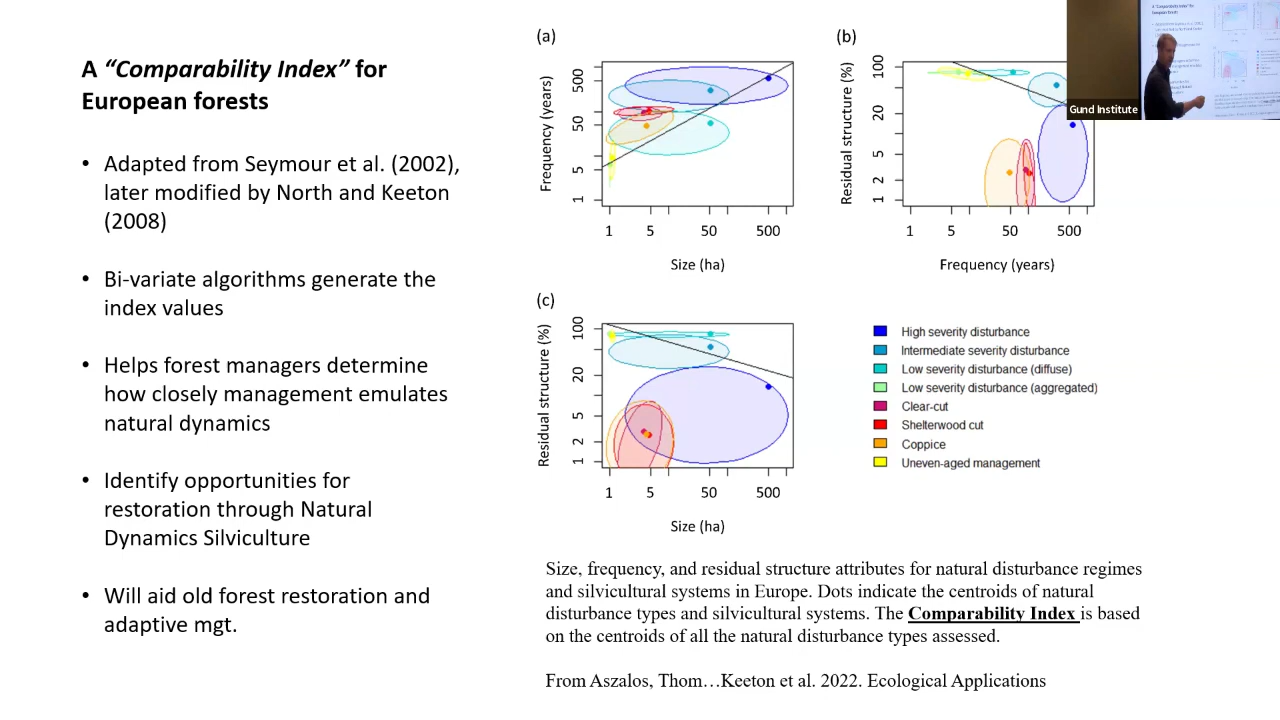 A “Comparability Index” for
European forests
• Adapted from Seymour et al. (2002),
later modified by North and Keeton
(2008)
• Bi-variate algorithms generate the
index values
• Helps forest managers determine
how closely management emulates
natural dynamics
• Identify opportunities for
restoration through Natural
Dynamics Silviculture
• Will aid old forest restoration and
adaptive mgt.
(a)
Frequency (years)
500
50
5
1
1 5 50 500
Size (ha)
(b)
Residual structure (%)
100
20
5
2
1
1 5 50 500
Frequency (years)
Gund Institute
(c)
Residual structure (%)
100
20
5
2
1
1 5 50 500
Size (ha)
High severity disturbance
Intermediate severity disturbance
Low severity disturbance (diffuse)
Low severity disturbance (aggregated)
Clear-cut
Shelterwood cut
Coppice
Uneven-aged management
Size, frequency, and residual structure attributes for natural disturbance regimes
and silvicultural systems in Europe. Dots indicate the centroids of natural
disturbance types and silvicultural systems. The Comparability Index is based
on the centroids of all the natural disturbance types assessed.
From Aszalos, Thom…Keeton et al. 2022. Ecological Applications